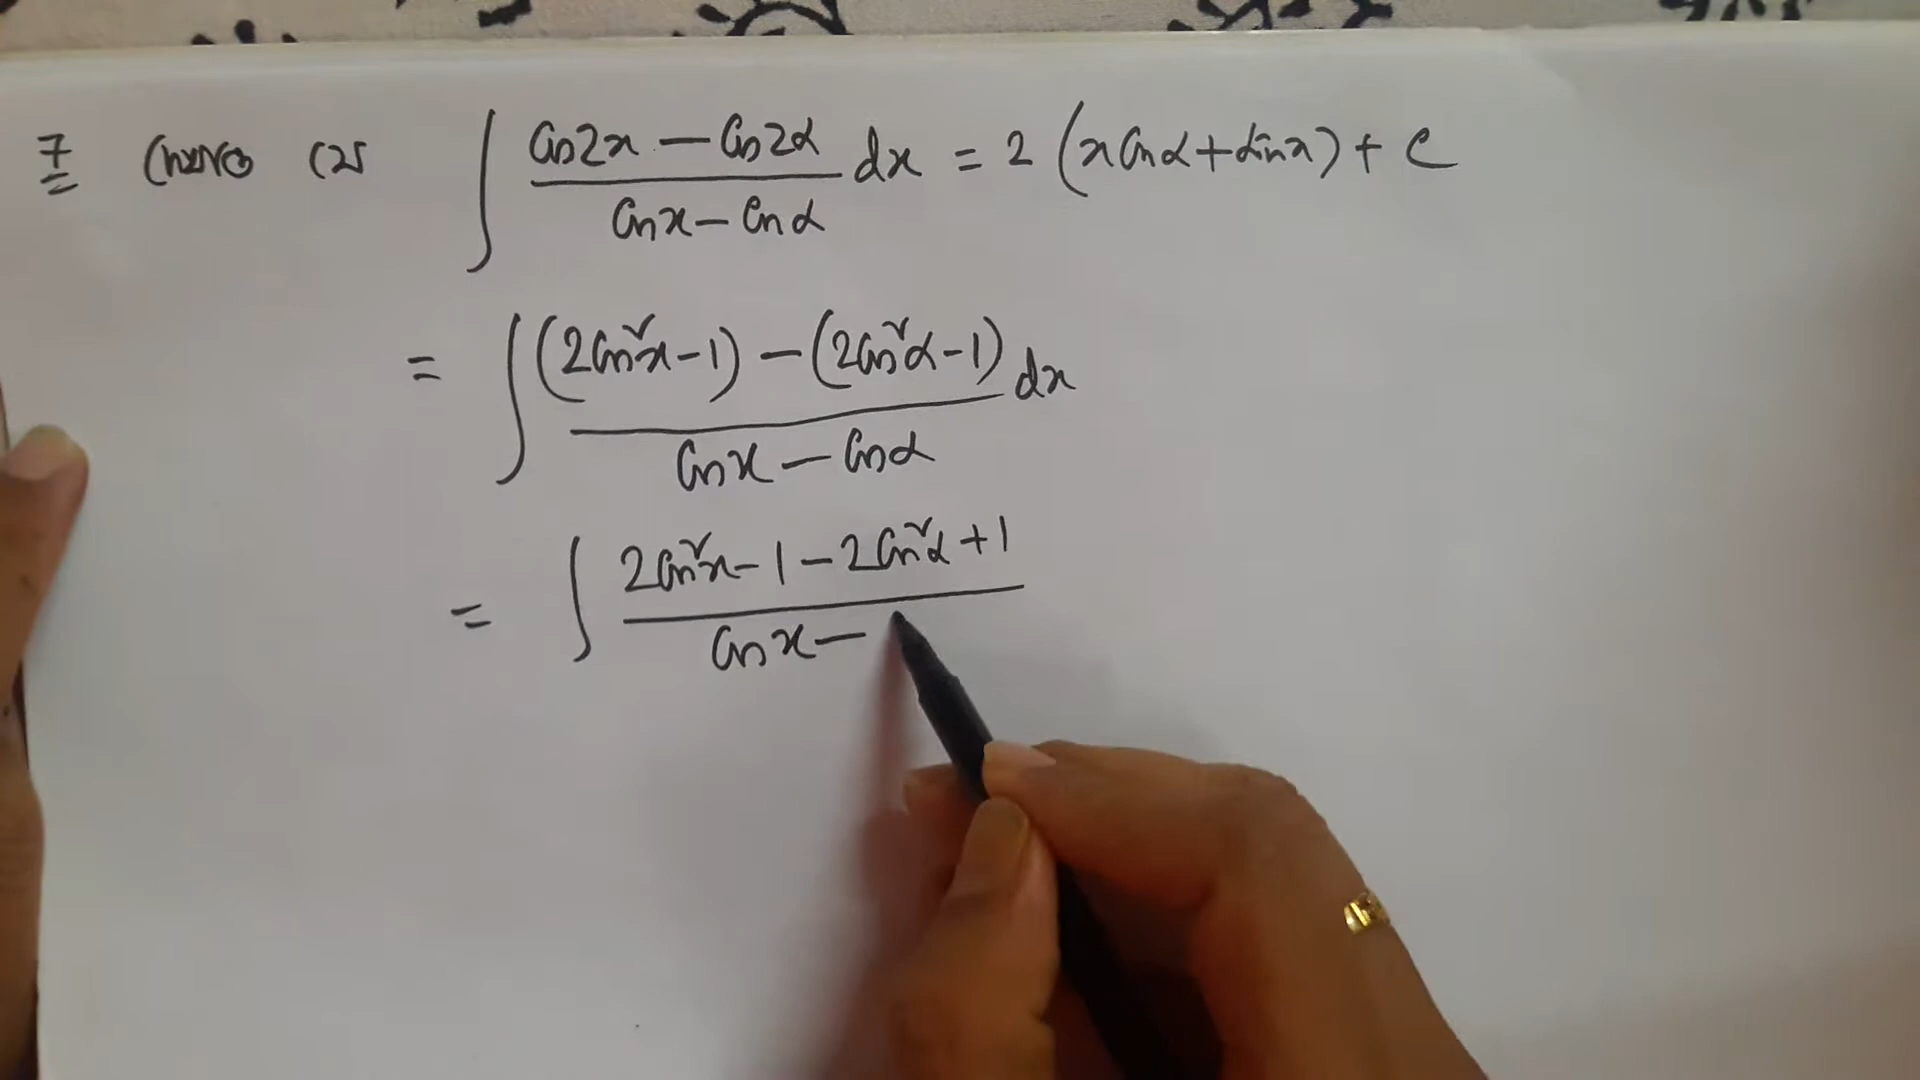 7 দেখাও যে ∫ (Cos2x − Cos2α)/(Cosx − Cosα) dx = 2 (xCosα + sinx) + c
= ∫ ((2Cos²x − 1) − (2Cos²α − 1))/(Cosx − Cosα) dx
= ∫ (2Cos²x − 1 − 2Cos²α + 1)/(Cosx −